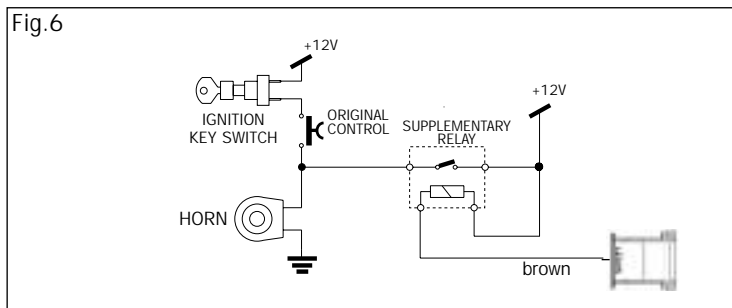 Fig.6
+12V
IGNITION
KEY SWITCH
ORIGINAL
CONTROL
SUPPLEMENTARY
RELAY
+12V
HORN
brown